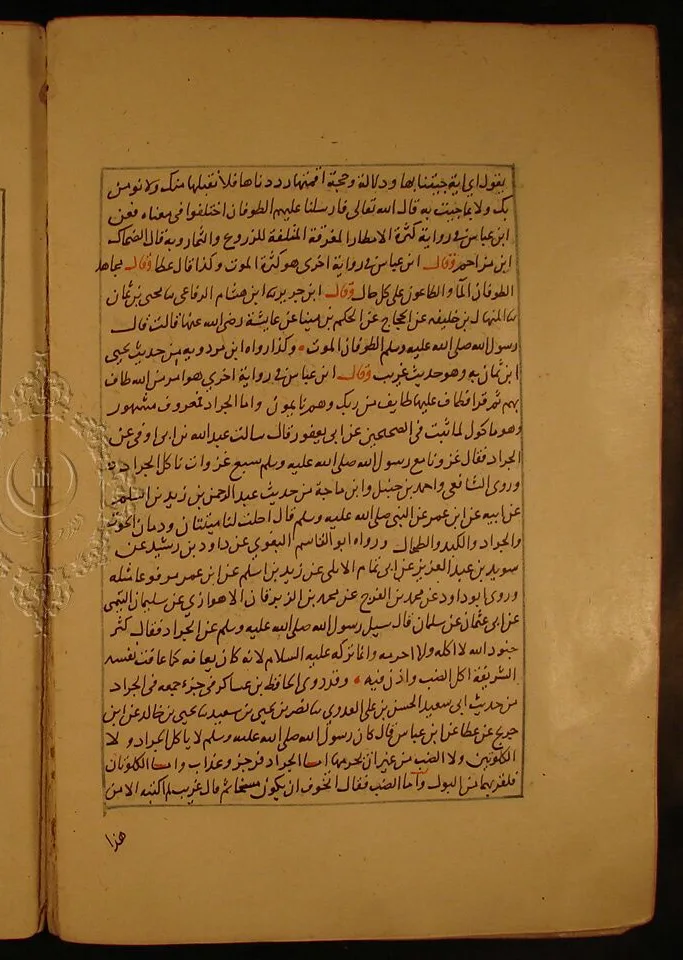 يقول اي اية جيتنا بها ودلالة وحجة اقمتها رددناها فلا نقبلها منك ولا نومن
بك ولا بما جيت به قال الله تعالى فارسلنا عليهم الطوفان اختلفوا في معناه فعن
ابن عباس في رواية كثرة الامطار المغرقة المتلفة للزروع والثمار وبه قال الضحاك
ابن مزاحم وقال ابن عباس في رواية اخرى هو كثرة الموت وكذا قال عطا وقال مجاهد
الطوفان الما والطاعون على كل حال وقال ابن جرير ثنا ابن هشام الرفاعي ثنا يحيى بن يمان
ثنا المنهال بن خليفه عن الحجاج عن الحكم بن مينا عن عايشة رضي الله عنها قالت قال
رسول الله صلى الله عليه وسلم الطوفان الموت وكذا رواه ابن مردويه من حديث يحيى
ابن يمان به وهو حديث غريب وقال ابن عباس في رواية اخري هو امر من الله طاف
بهم ثم قرا فطاف عليها طايف من ربك وهم نايمون واما الجراد فمعروف مشهور
وهو ماكول لما ثبت في الصحيحين عن ابي يعفور قال سالت عبد الله بن ابي اوفى عن
الجراد فقال غزونا مع رسول الله صلى الله عليه وسلم سبع غزوات ناكل الجراد
وروى الشافعي واحمد بن حنبل وابن ماجة من حديث عبد الرحمن بن زيد بن اسلم
عن ابيه عن ابن عمر عن النبي صلى الله عليه وسلم قال احلت لنا ميتتان ودمان الحوت
والجراد والكبد والطحال ورواه ابو القاسم البغوي عن داود بن رشيد عن
سويد بن عبد العزيز عن ابي تمام الايلي عن زيد بن اسلم عن ابن عمر مرفوعا مثله
وروى ابو داود عن محمد بن الفرج عن محمد بن الزبرقان الاهوازي عن سليمان التيمي
عن ابي عثمان عن سلمان قال سيل رسول الله صلى الله عليه وسلم عن الجراد فقال كثر
جنود الله لا اكله ولا احرمه وانما تركه عليه السلام لانه كان يعافه كما عافت نفسه
الشريفة اكل الضب واذن فيه وقد روى الحافظ بن عساكر في جزء جمعه في الجراد
من حديث ابي سعيد الحسن بن علي العدوي ثنا نصر بن يحيى بن سعيد ثنا يحيى بن خالد عن ابن
جريج عن عطا عن ابن عباس قال كان رسول الله صلى الله عليه وسلم لا ياكل الجراد ولا
الكلوتين ولا الضب من غير ان يحرمها اما الجراد فرجز وعذاب واما الكلوتان
فلقربهما من البول واما الضب فقال اتخوف ان يكون مسخا ثم قال غريب لم اكتبه الا من
هذا